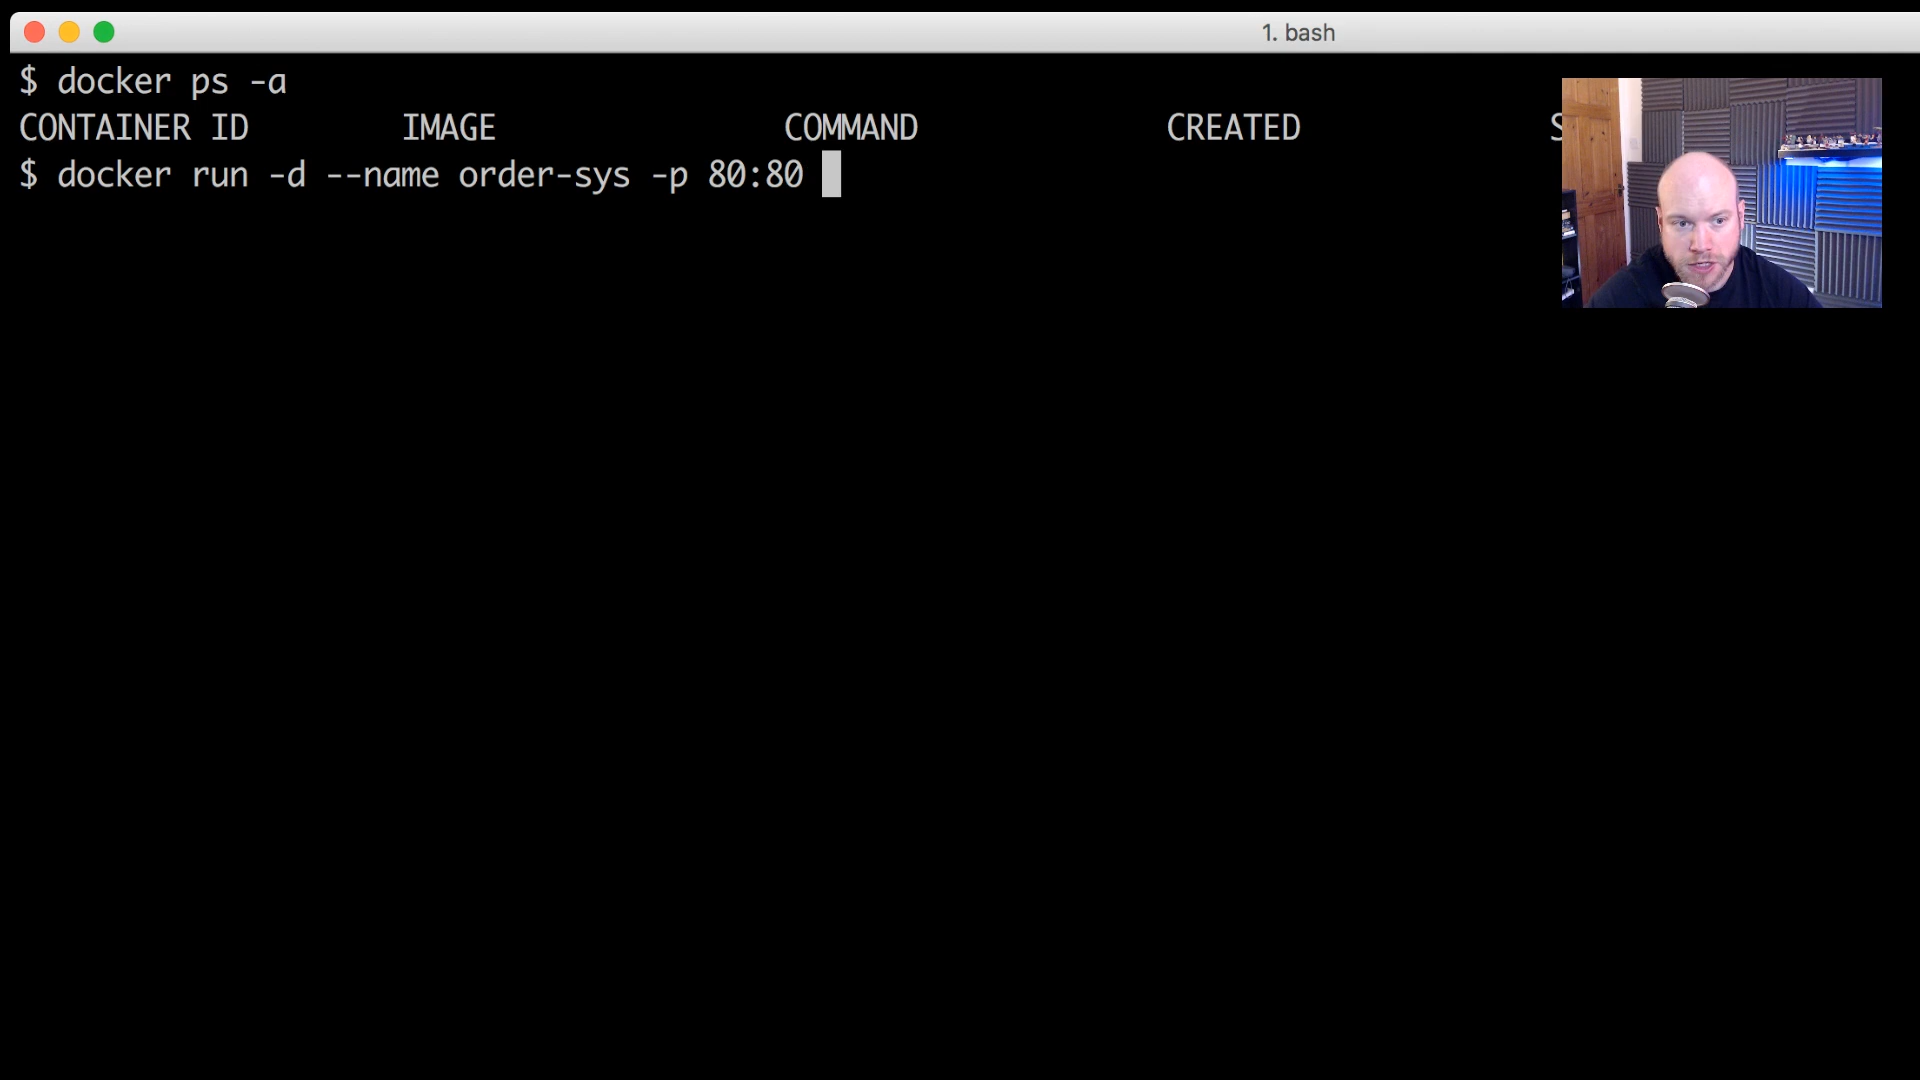 1. bash
$ docker ps -a
CONTAINER ID IMAGE COMMAND CREATED S
$ docker run -d --name order-sys -p 80:80